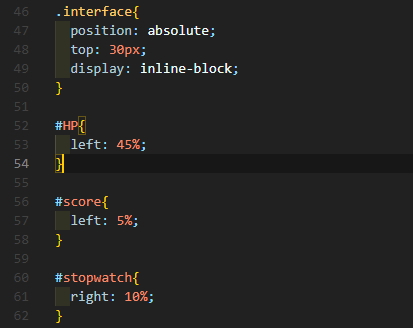 46 .interface{
47   position: absolute;
48   top: 30px;
49   display: inline-block;
50 }
51
52 #HP{
53   left: 45%;
54 }
55
56 #score{
57   left: 5%;
58 }
59
60 #stopwatch{
61   right: 10%;
62 }